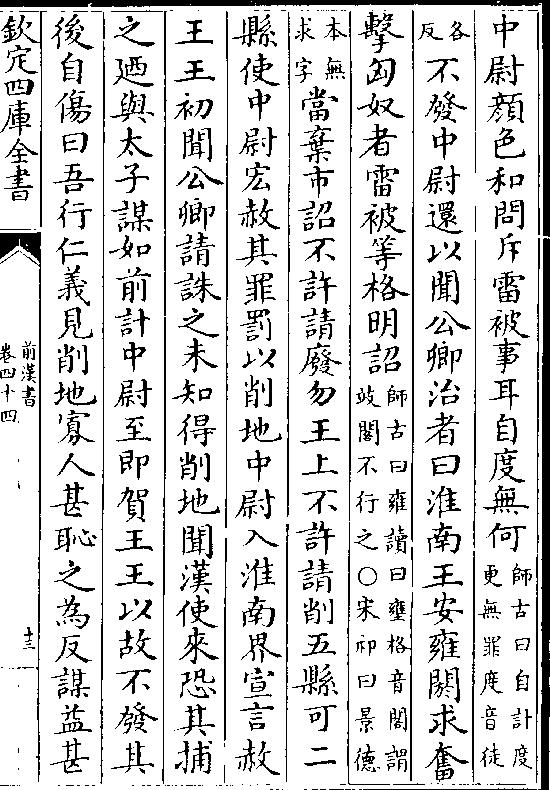 中尉顔色和問斥雷被事耳自度無何師古曰自計度更無罪度音徒
各反不發中尉還以聞公卿治者曰淮南王安雍閼求奮
擊匈奴者雷被等格明詔師古曰雍讀曰壅格音閣謂歧閣不行之○宋祁曰景德
本無求字當棄市詔不許請廢勿王上不許請削五縣可二
縣使中尉宏赦其罪罰以削地中尉入淮南界宣言赦
王王初聞公卿請誅之未知得削地聞漢使來恐其捕
之廼與太子謀如前計中尉至即賀王王以故不發其
後自傷曰吾行仁義見削地寡人甚恥之為反謀益甚
欽定四庫全書
前漢書
卷四十四
十三